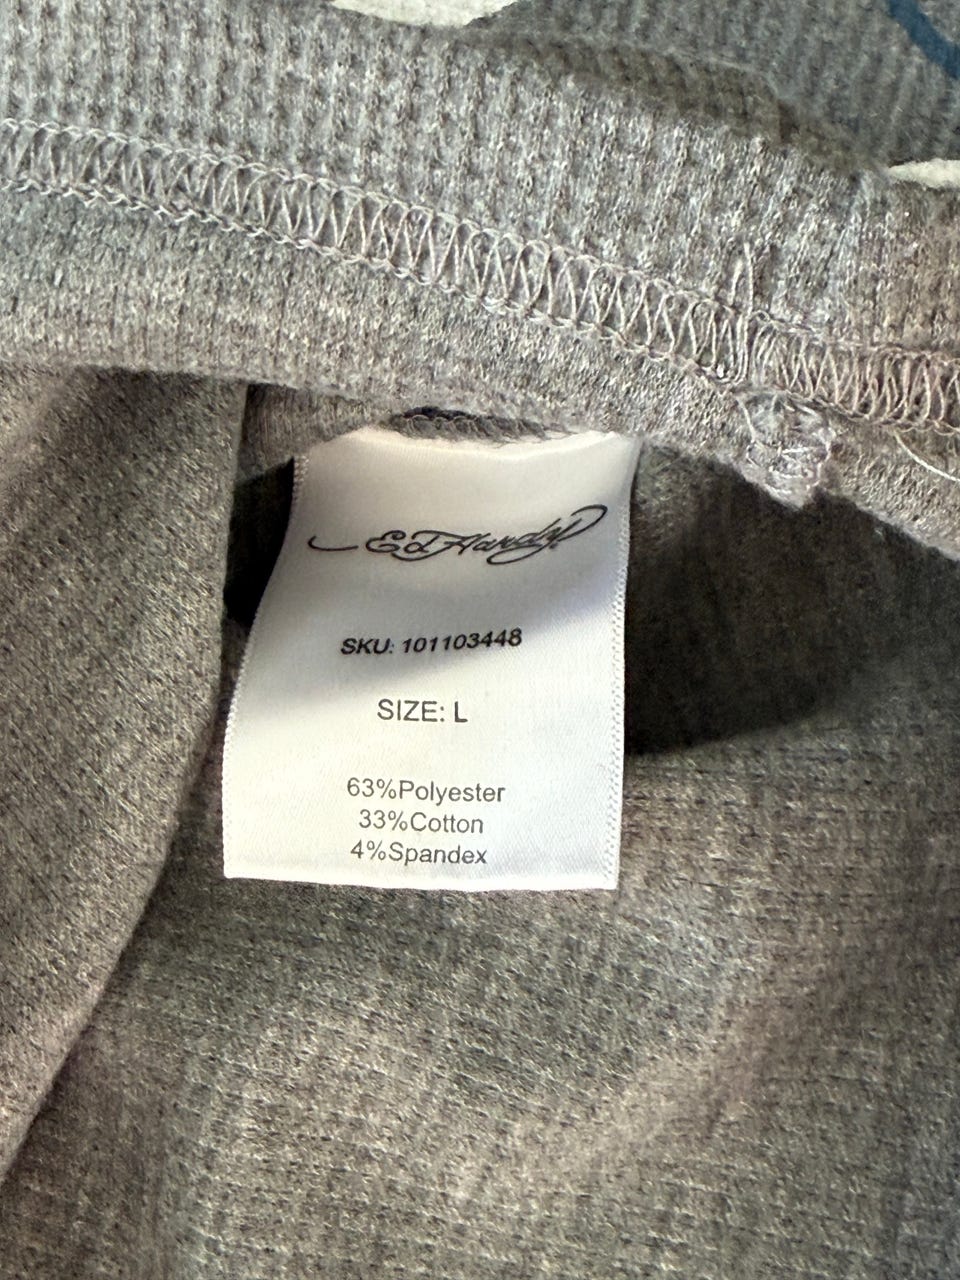 Ed Hardy
SKU: 101103448
SIZE: L
63%Polyester
33%Cotton
4%Spandex